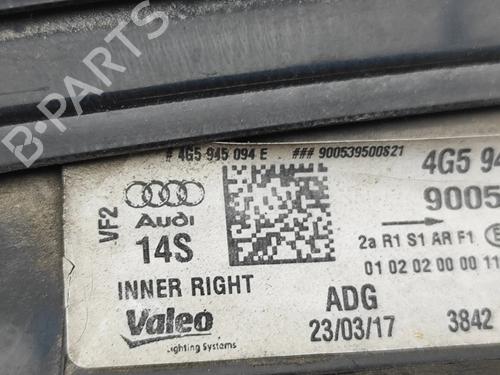 B-PARTS
# 4G5 945 094 E ### 900539500821
4G5 94
9005
VF2
Audi
14S
2a R1 S1 AR F1
01 02 02 00 00 11
INNER RIGHT
ADG
Valeo
Lighting Systems
23/03/17
3842